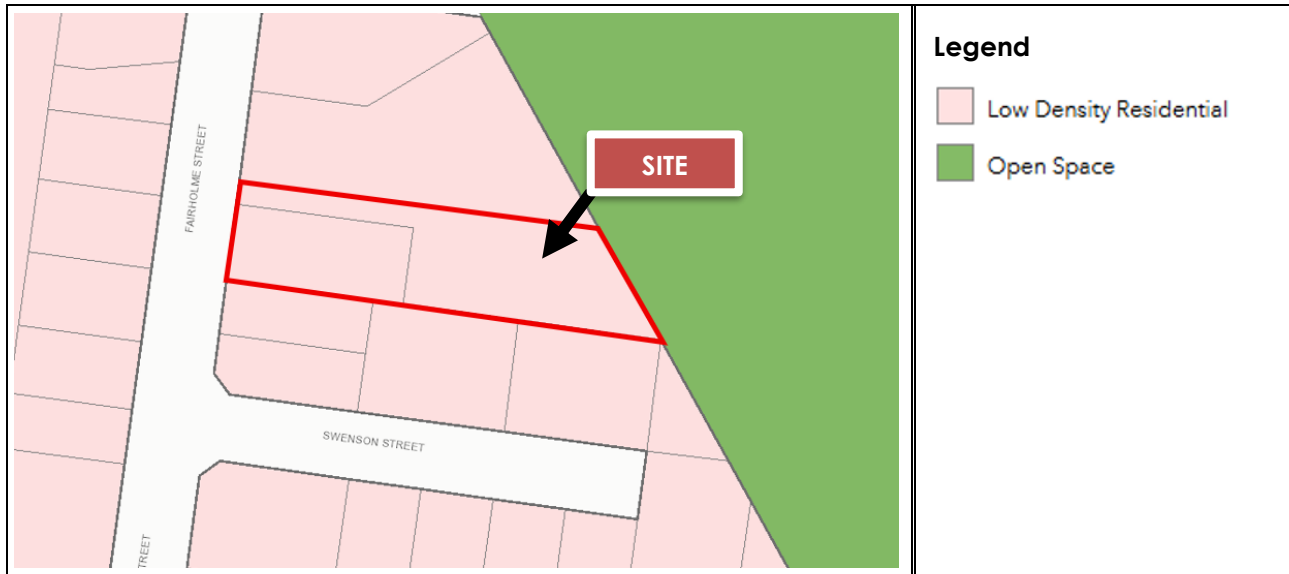 FAIRHOLME STREET
SITE
SWENSON STREET
STREET
Legend
Low Density Residential
Open Space